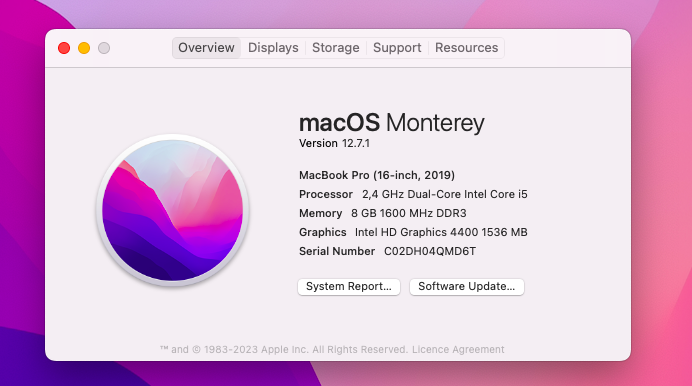 Overview Displays Storage Support Resources
macOS Monterey
Version 12.7.1
MacBook Pro (16-inch, 2019)
Processor 2,4 GHz Dual-Core Intel Core i5
Memory 8 GB 1600 MHz DDR3
Graphics Intel HD Graphics 4400 1536 MB
Serial Number C02DH04QMD6T
System Report... Software Update...
™ and © 1983-2023 Apple Inc. All Rights Reserved. Licence Agreement